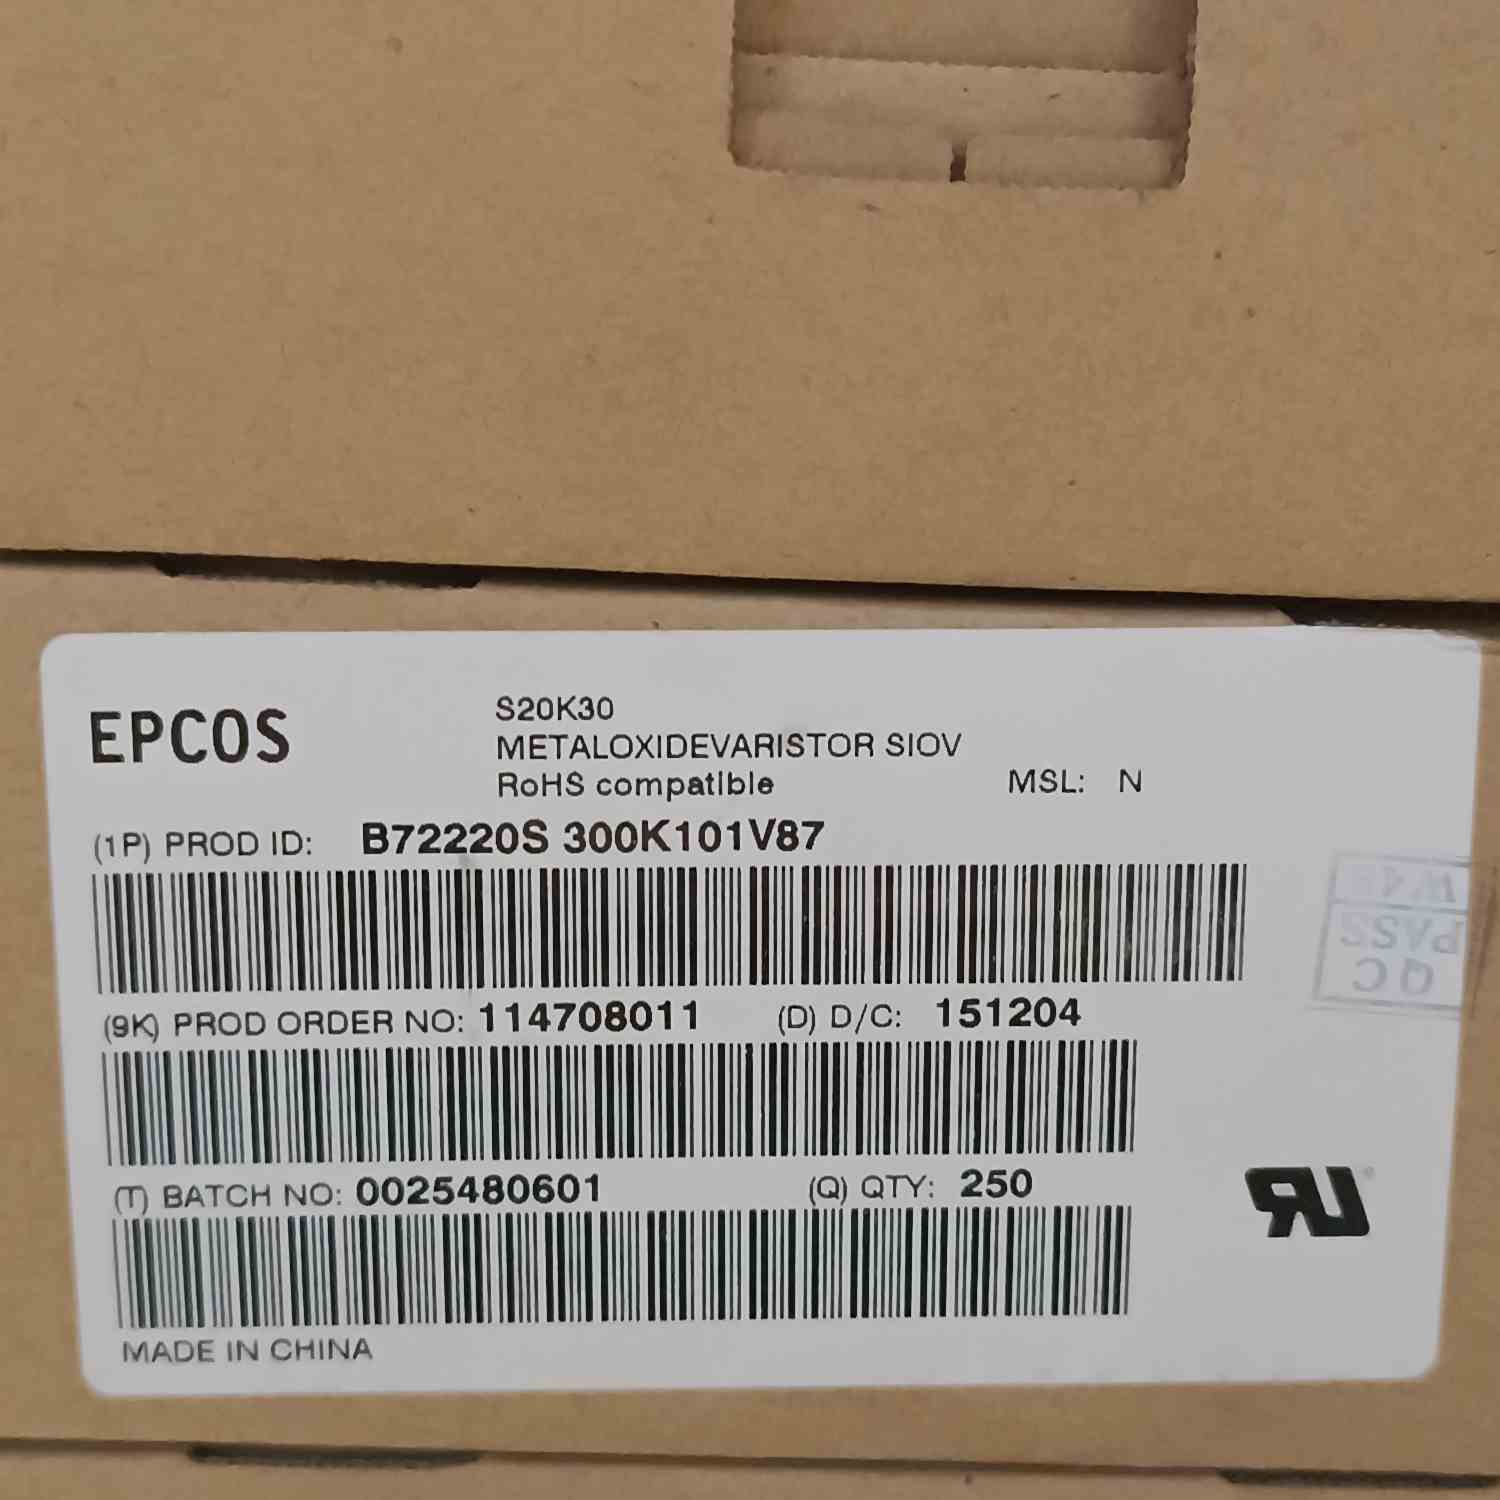 EPCOS
S20K30
METALOXIDEVARISTOR SIOV
RoHS compatible MSL: N
(1P) PROD ID: B72220S 300K101V87
(9K) PROD ORDER NO: 114708011 (D) D/C: 151204
(T) BATCH NO: 0025480601 (Q) QTY: 250
MADE IN CHINA
QC
PASS